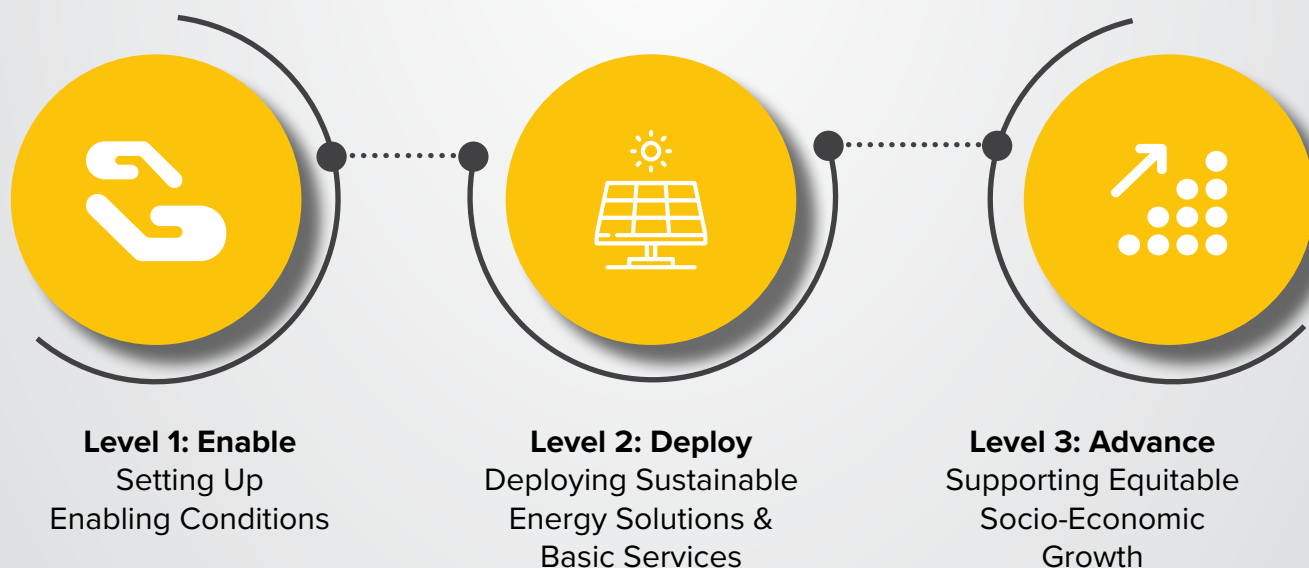 Level 1: Enable
Setting Up
Enabling Conditions
Level 2: Deploy
Deploying Sustainable
Energy Solutions &
Basic Services
Level 3: Advance
Supporting Equitable
Socio-Economic
Growth